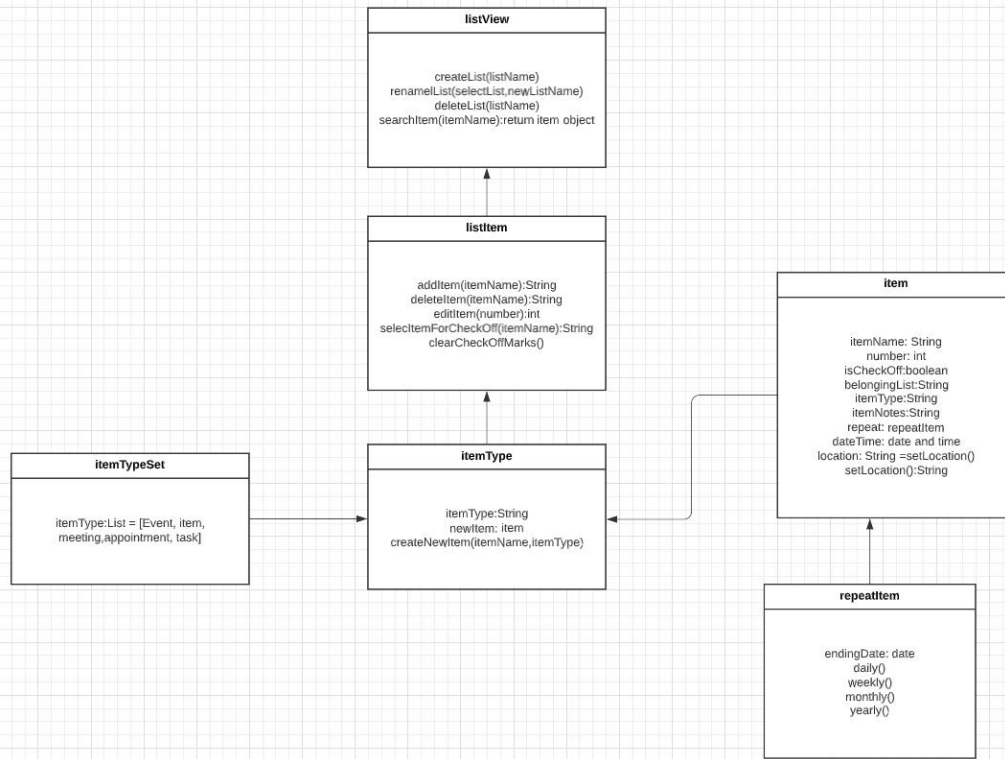 listView
createList(listName)
renamelList(selectList,newListName)
deleteList(listName)
searchItem(itemName):return item object
listItem
addItem(itemName):String
deleteItem(itemName):String
editItem(number):int
selecItemForCheckOff(itemName):String
clearCheckOffMarks()
item
itemName: String
number: int
isCheckOff:boolean
belongingList:String
itemType:String
itemNotes:String
repeat: repeatItem
dateTime: date and time
location: String =setLocation()
setLocation():String
itemTypeSet
itemType:List = [Event, item,
meeting,appointment, task]
itemType
itemType:String
newItem: item
createNewItem(itemName,itemType)
repeatItem
endingDate: date
daily()
weekly()
monthly()
yearly()